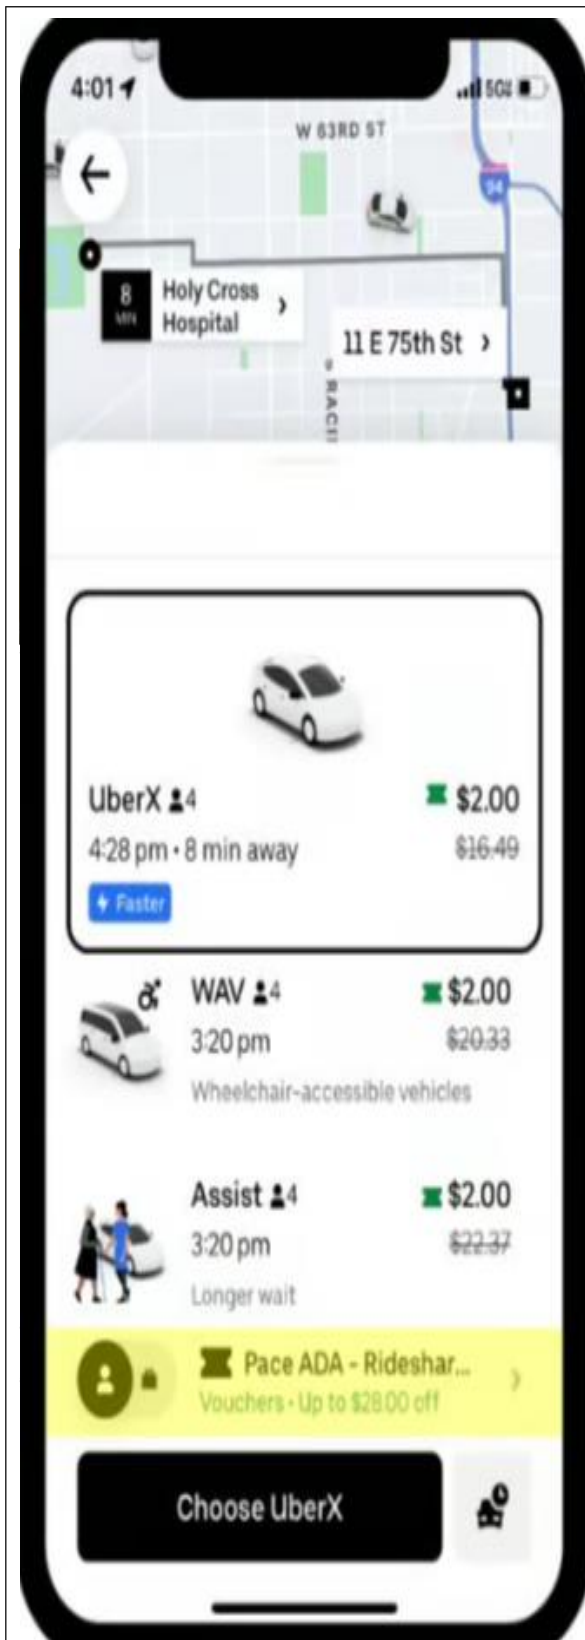 4:01
W 63RD ST
94
8
MIN
Holy Cross
Hospital
11 E 75th St
UberX 4
$2.00
4:28 pm • 8 min away
$16.49
Faster
WAV 4
$2.00
3:20 pm
$20.33
Wheelchair-accessible vehicles
Assist 4
$2.00
3:20 pm
$22.37
Longer wait
Pace ADA - Rideshar...
Vouchers • Up to $28.00 off
Choose UberX